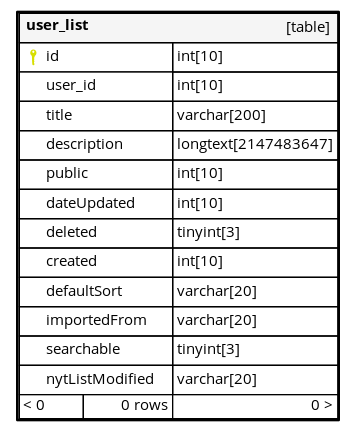 user_list [table]
id int[10]
user_id int[10]
title varchar[200]
description longtext[2147483647]
public int[10]
dateUpdated int[10]
deleted tinyint[3]
created int[10]
defaultSort varchar[20]
importedFrom varchar[20]
searchable tinyint[3]
nytListModified varchar[20]
< 0 0 rows 0 >